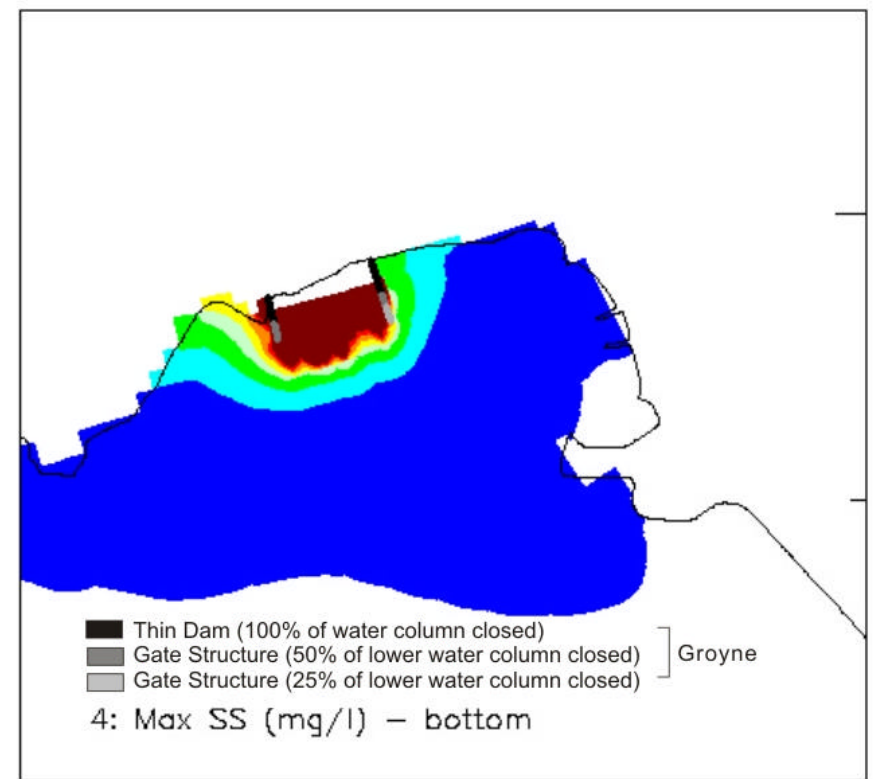 Thin Dam (100% of water column closed)
Gate Structure (50% of lower water column closed)
Groyne
Gate Structure (25% of lower water column closed)
4: Max SS (mg/l) – bottom